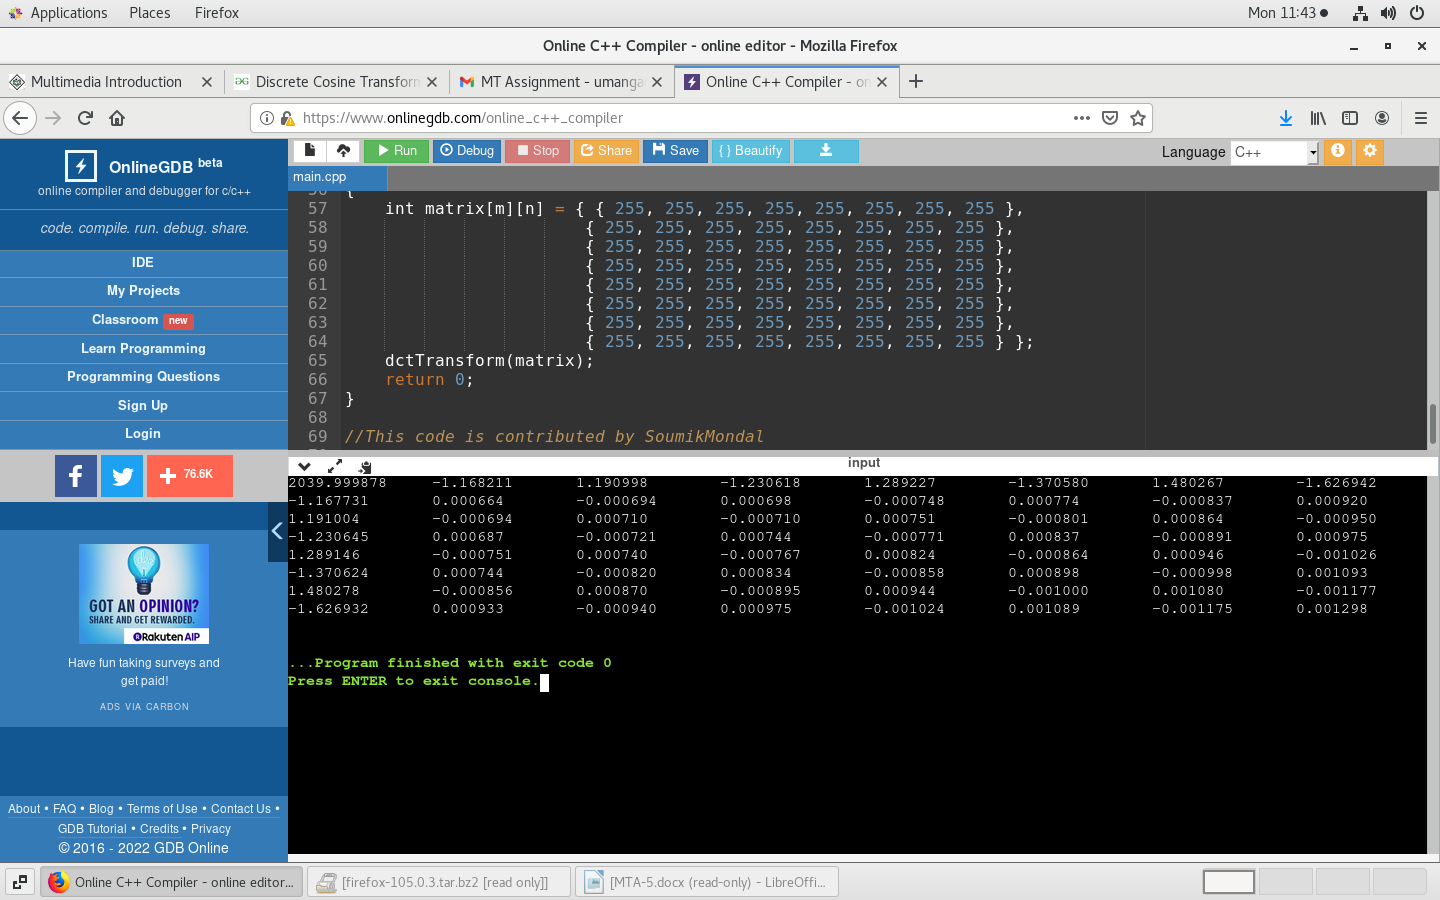 Applications Places Firefox Mon 11:43
Online C++ Compiler - online editor - Mozilla Firefox
Multimedia Introduction Discrete Cosine Transform MT Assignment - umanga Online C++ Compiler - on
https://www.onlinegdb.com/online_c++_compiler
OnlineGDB beta
online compiler and debugger for c/c++
code. compile. run. debug. share.
IDE
My Projects
Classroom new
Learn Programming
Programming Questions
Sign Up
Login
76.6K
GOT AN OPINION?
SHARE AND GET REWARDED.
Rakuten AIP
Have fun taking surveys and
get paid!
ADS VIA CARBON
About • FAQ • Blog • Terms of Use • Contact Us •
GDB Tutorial • Credits • Privacy
© 2016 - 2022 GDB Online
Run Debug Stop Share Save { } Beautify Language C++
main.cpp
56 {
57 int matrix[m][n] = { { 255, 255, 255, 255, 255, 255, 255, 255 },
58 { 255, 255, 255, 255, 255, 255, 255, 255 },
59 { 255, 255, 255, 255, 255, 255, 255, 255 },
60 { 255, 255, 255, 255, 255, 255, 255, 255 },
61 { 255, 255, 255, 255, 255, 255, 255, 255 },
62 { 255, 255, 255, 255, 255, 255, 255, 255 },
63 { 255, 255, 255, 255, 255, 255, 255, 255 },
64 { 255, 255, 255, 255, 255, 255, 255, 255 } };
65 dctTransform(matrix);
66 return 0;
67 }
68
69 //This code is contributed by SoumikMondal
input
2039.999878 -1.168211 1.190998 -1.230618 1.289227 -1.370580 1.480267 -1.626942
-1.167731 0.000664 -0.000694 0.000698 -0.000748 0.000774 -0.000837 0.000920
1.191004 -0.000694 0.000710 -0.000710 0.000751 -0.000801 0.000864 -0.000950
-1.230645 0.000687 -0.000721 0.000744 -0.000771 0.000837 -0.000891 0.000975
1.289146 -0.000751 0.000740 -0.000767 0.000824 -0.000864 0.000946 -0.001026
-1.370624 0.000744 -0.000820 0.000834 -0.000858 0.000898 -0.000998 0.001093
1.480278 -0.000856 0.000870 -0.000895 0.000944 -0.001000 0.001080 -0.001177
-1.626932 0.000933 -0.000940 0.000975 -0.001024 0.001089 -0.001175 0.001298
...Program finished with exit code 0
Press ENTER to exit console.
Online C++ Compiler - online editor... [firefox-105.0.3.tar.bz2 [read only]] [MTA-5.docx (read-only) - LibreOffi...